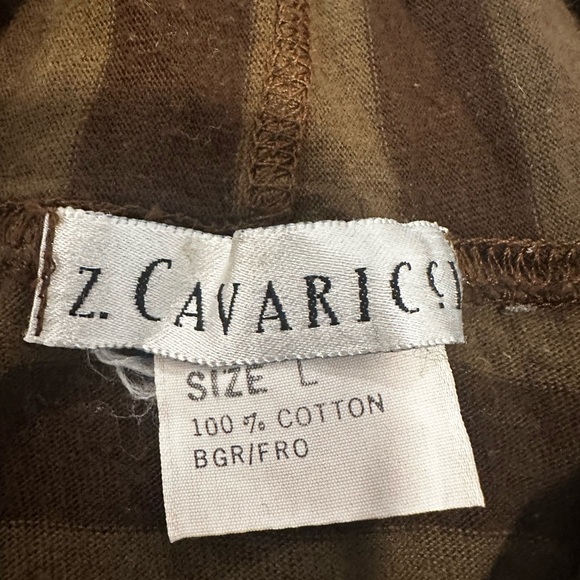 Z. CAVARICCI
SIZE L
100 % COTTON
BGR/FRO